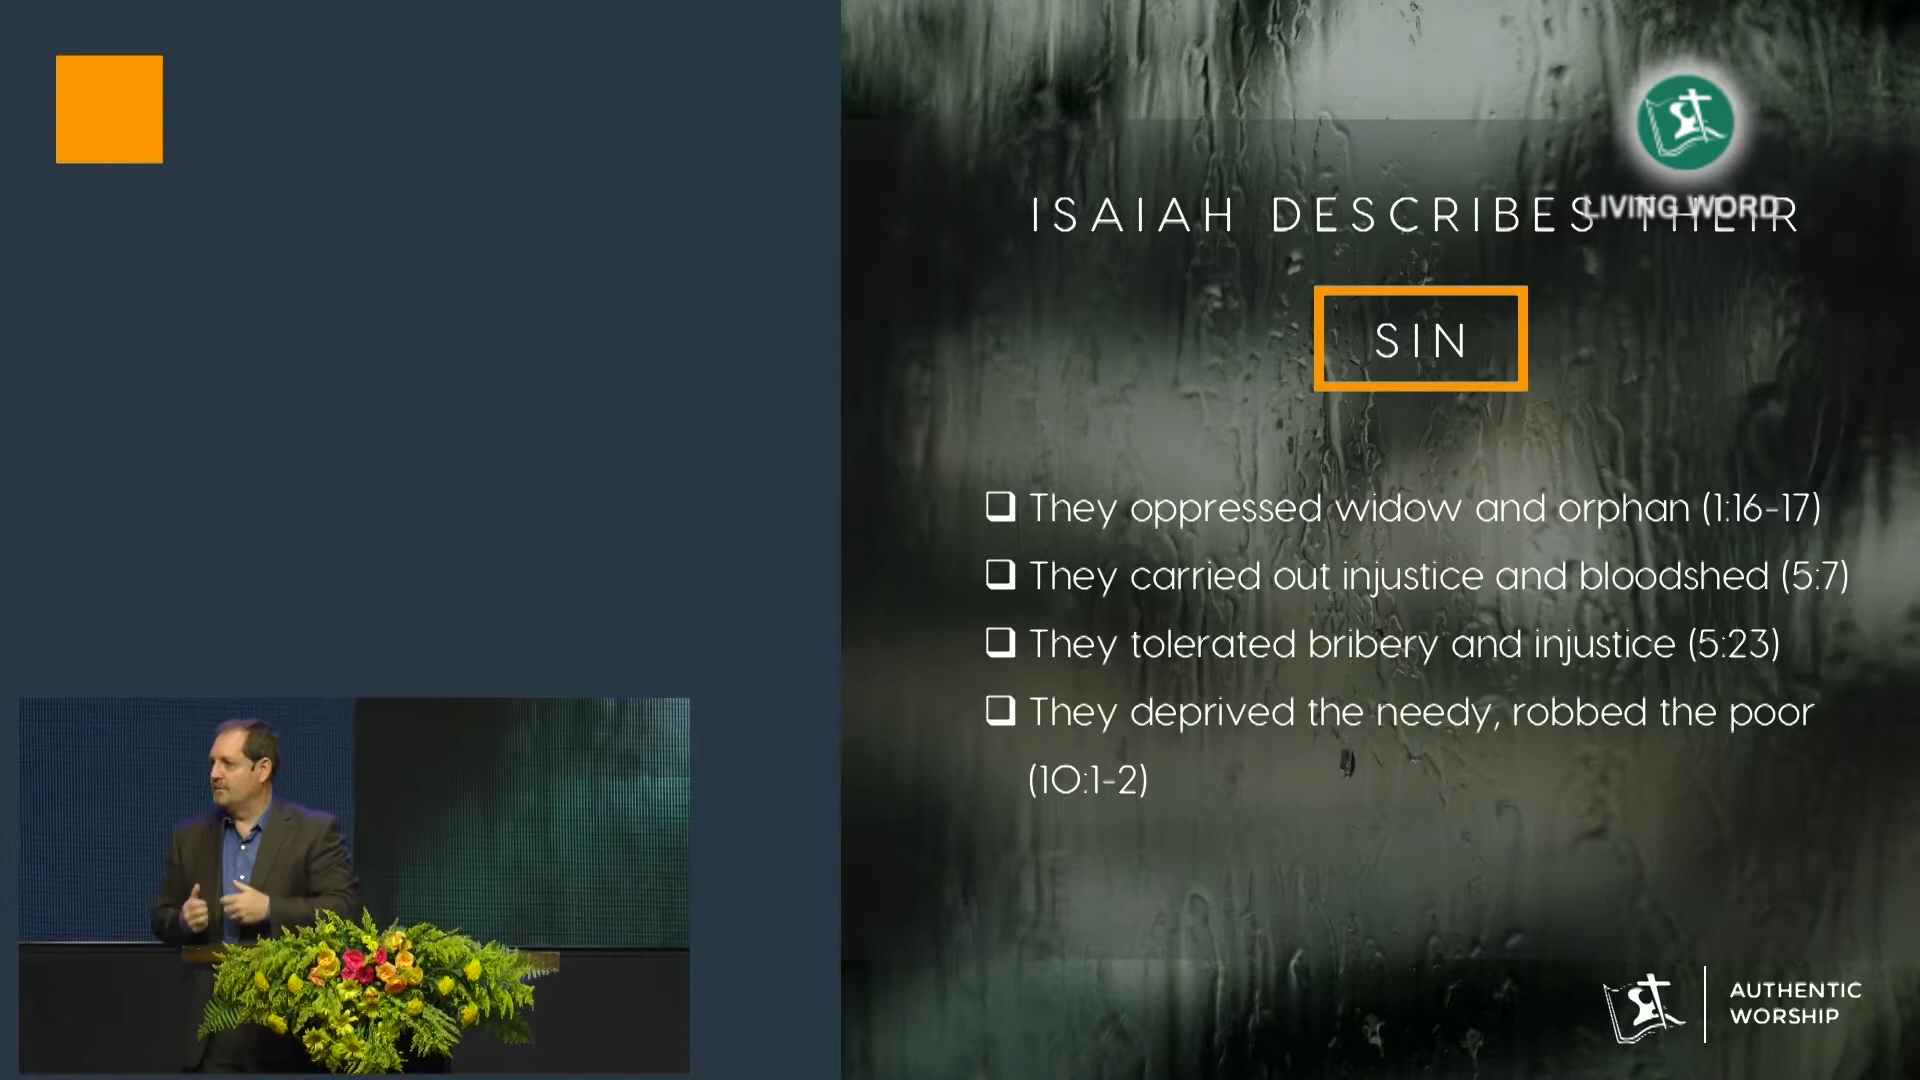 LIVING WORD
ISAIAH DESCRIBES THEIR
SIN
They oppressed widow and orphan (1:16-17)
They carried out injustice and bloodshed (5:7)
They tolerated bribery and injustice (5:23)
They deprived the needy, robbed the poor
(10:1-2)
AUTHENTIC
WORSHIP